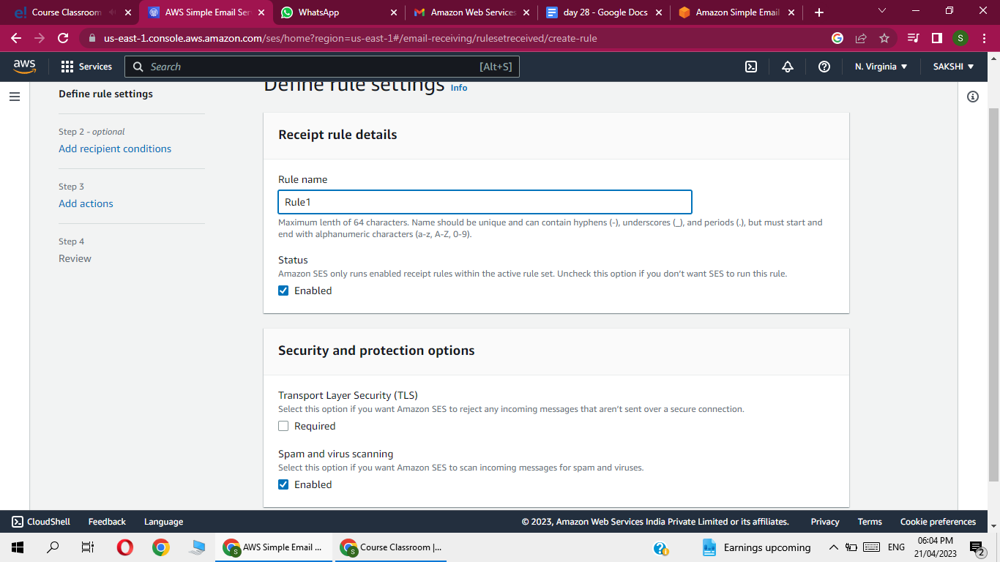 e! Course Classroom
AWS Simple Email Ser
WhatsApp
Amazon Web Services
day 28 - Google Docs
Amazon Simple Email
us-east-1.console.aws.amazon.com/ses/home?region=us-east-1#/email-receiving/rulesetreceived/create-rule
S
aws
Services
Search
[Alt+S]
N. Virginia
SAKSHI
Define rule settings
Define rule settings Info
Step 2 - optional
Add recipient conditions
Step 3
Add actions
Step 4
Review
Receipt rule details
Rule name
Rule1
Maximum lenth of 64 characters. Name should be unique and can contain hyphens (-), underscores (_), and periods (.), but must start and
end with alphanumeric characters (a-z, A-Z, 0-9).
Status
Amazon SES only runs enabled receipt rules within the active rule set. Uncheck this option if you don't want SES to run this rule.
Enabled
Security and protection options
Transport Layer Security (TLS)
Select this option if you want Amazon SES to reject any incoming messages that aren't sent over a secure connection.
Required
Spam and virus scanning
Select this option if you want Amazon SES to scan incoming messages for spam and viruses.
Enabled
CloudShell
Feedback
Language
© 2023, Amazon Web Services India Private Limited or its affiliates.
Privacy
Terms
Cookie preferences
S
AWS Simple Email ...
S
Course Classroom |...
Earnings upcoming
ENG
06:04 PM
21/04/2023
2